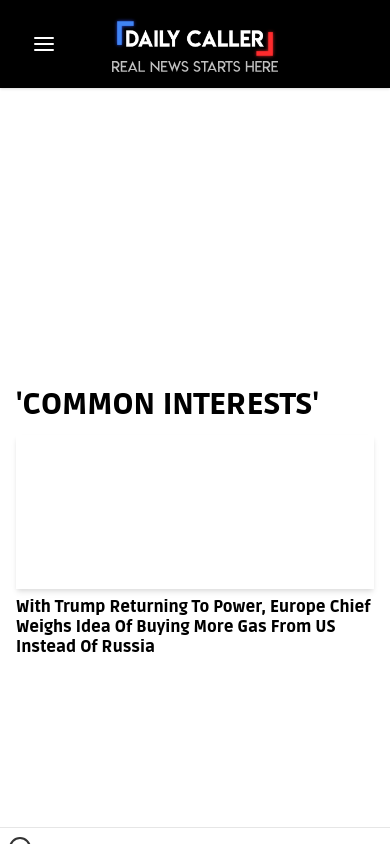 DAILY CALLER
REAL NEWS STARTS HERE
'COMMON INTERESTS'
With Trump Returning To Power, Europe Chief
Weighs Idea Of Buying More Gas From US
Instead Of Russia